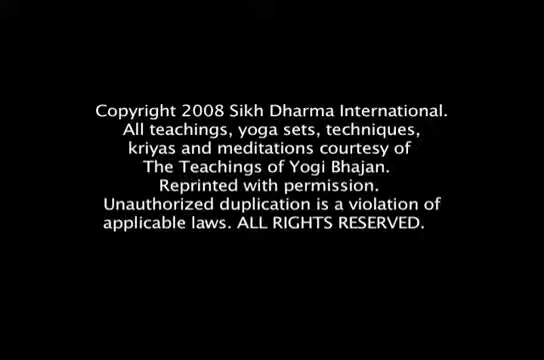 Copyright 2008 Sikh Dharma International.
All teachings, yoga sets, techniques,
kriyas and meditations courtesy of
The Teachings of Yogi Bhajan.
Reprinted with permission.
Unauthorized duplication is a violation of
applicable laws. ALL RIGHTS RESERVED.